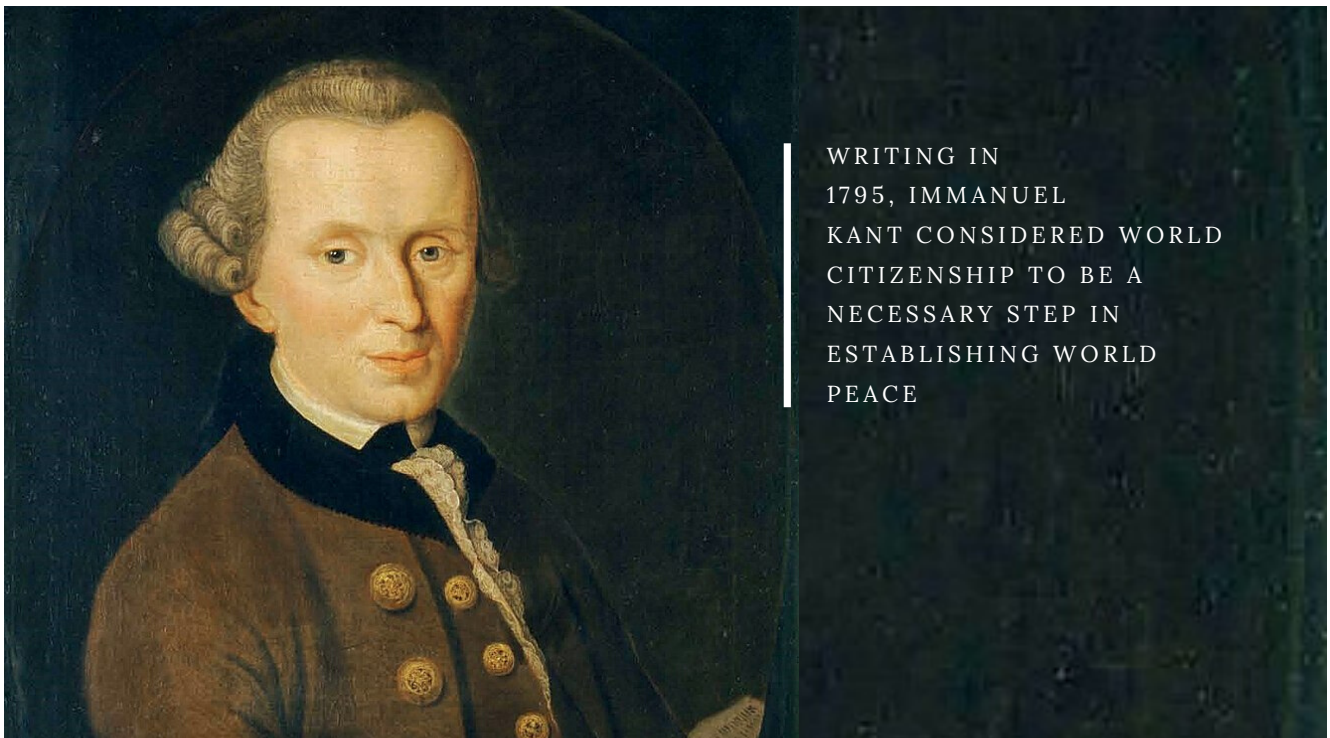 WRITING IN
1795, IMMANUEL
KANT CONSIDERED WORLD
CITIZENSHIP TO BE A
NECESSARY STEP IN
ESTABLISHING WORLD
PEACE